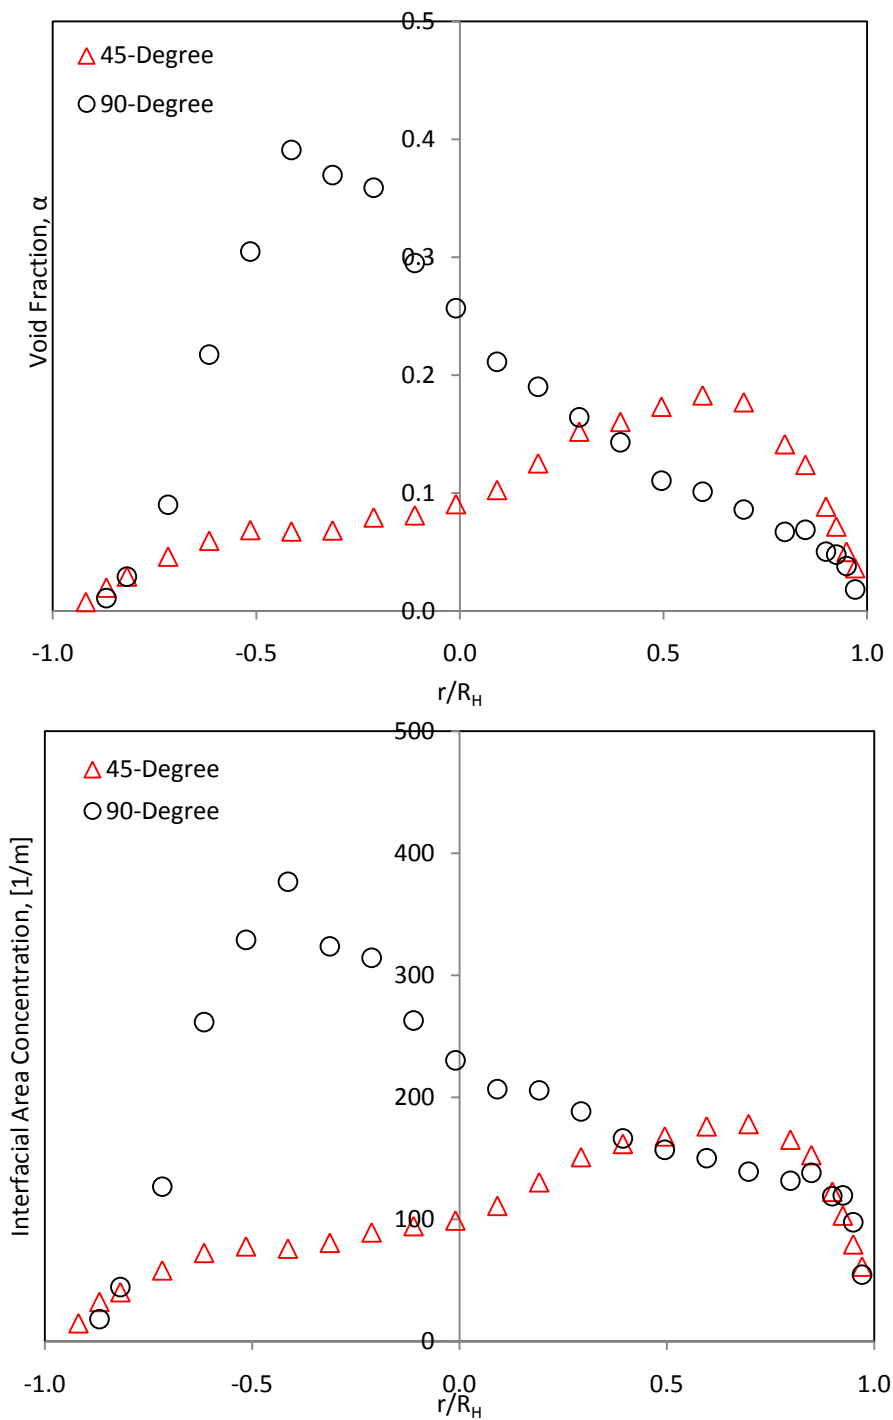 0.5
45-Degree
90-Degree
0.4
0.3
0.2
0.1
0.0
Void Fraction, α
-1.0 -0.5 0.0 0.5 1.0
r/R_H
500
45-Degree
90-Degree
400
300
200
100
0
Interfacial Area Concentration, [1/m]
-1.0 -0.5 0.0 0.5 1.0
r/R_H